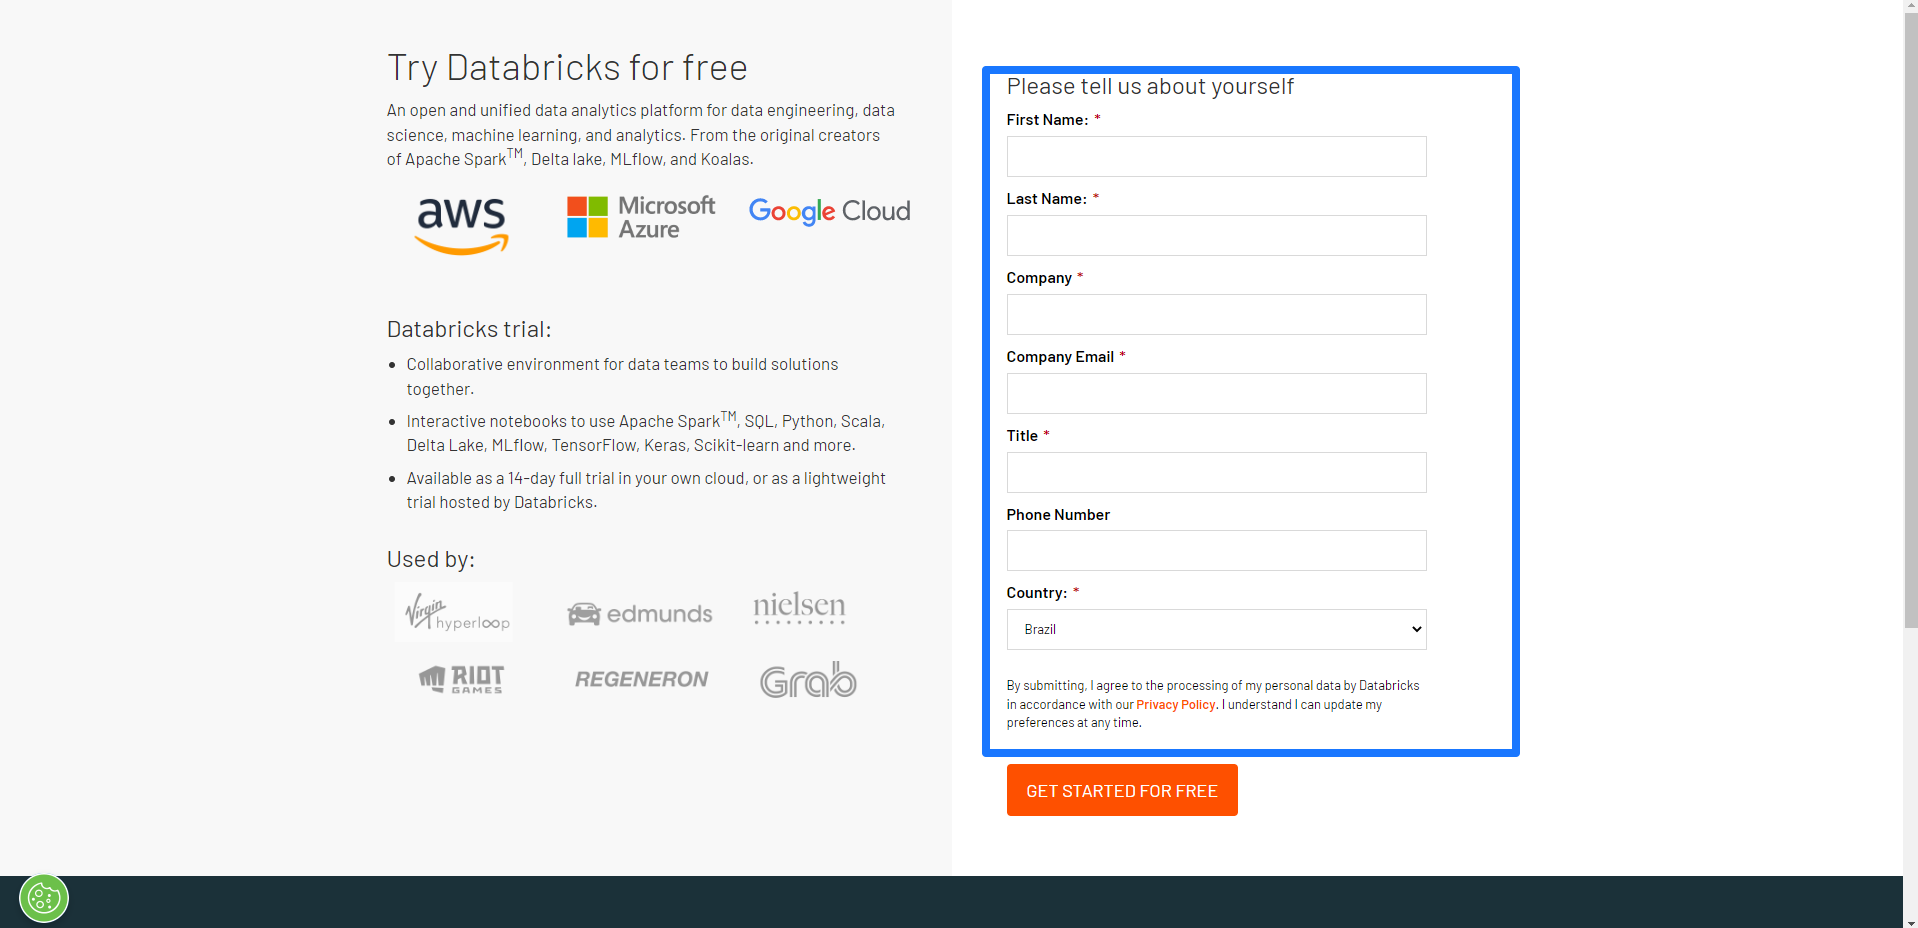 Try Databricks for free
An open and unified data analytics platform for data engineering, data
science, machine learning, and analytics. From the original creators
of Apache Spark™, Delta lake, MLflow, and Koalas.
aws
Microsoft
Azure
Google Cloud
Databricks trial:
• Collaborative environment for data teams to build solutions
together.
• Interactive notebooks to use Apache Spark™, SQL, Python, Scala,
Delta Lake, MLflow, TensorFlow, Keras, Scikit-learn and more.
• Available as a 14-day full trial in your own cloud, or as a lightweight
trial hosted by Databricks.
Used by:
Virgin
hyperloop
edmunds
nielsen
RIOT
GAMES
REGENERON
Grab
Please tell us about yourself
First Name: *
Last Name: *
Company *
Company Email *
Title *
Phone Number
Country: *
Brazil
By submitting, I agree to the processing of my personal data by Databricks
in accordance with our Privacy Policy. I understand I can update my
preferences at any time.
GET STARTED FOR FREE